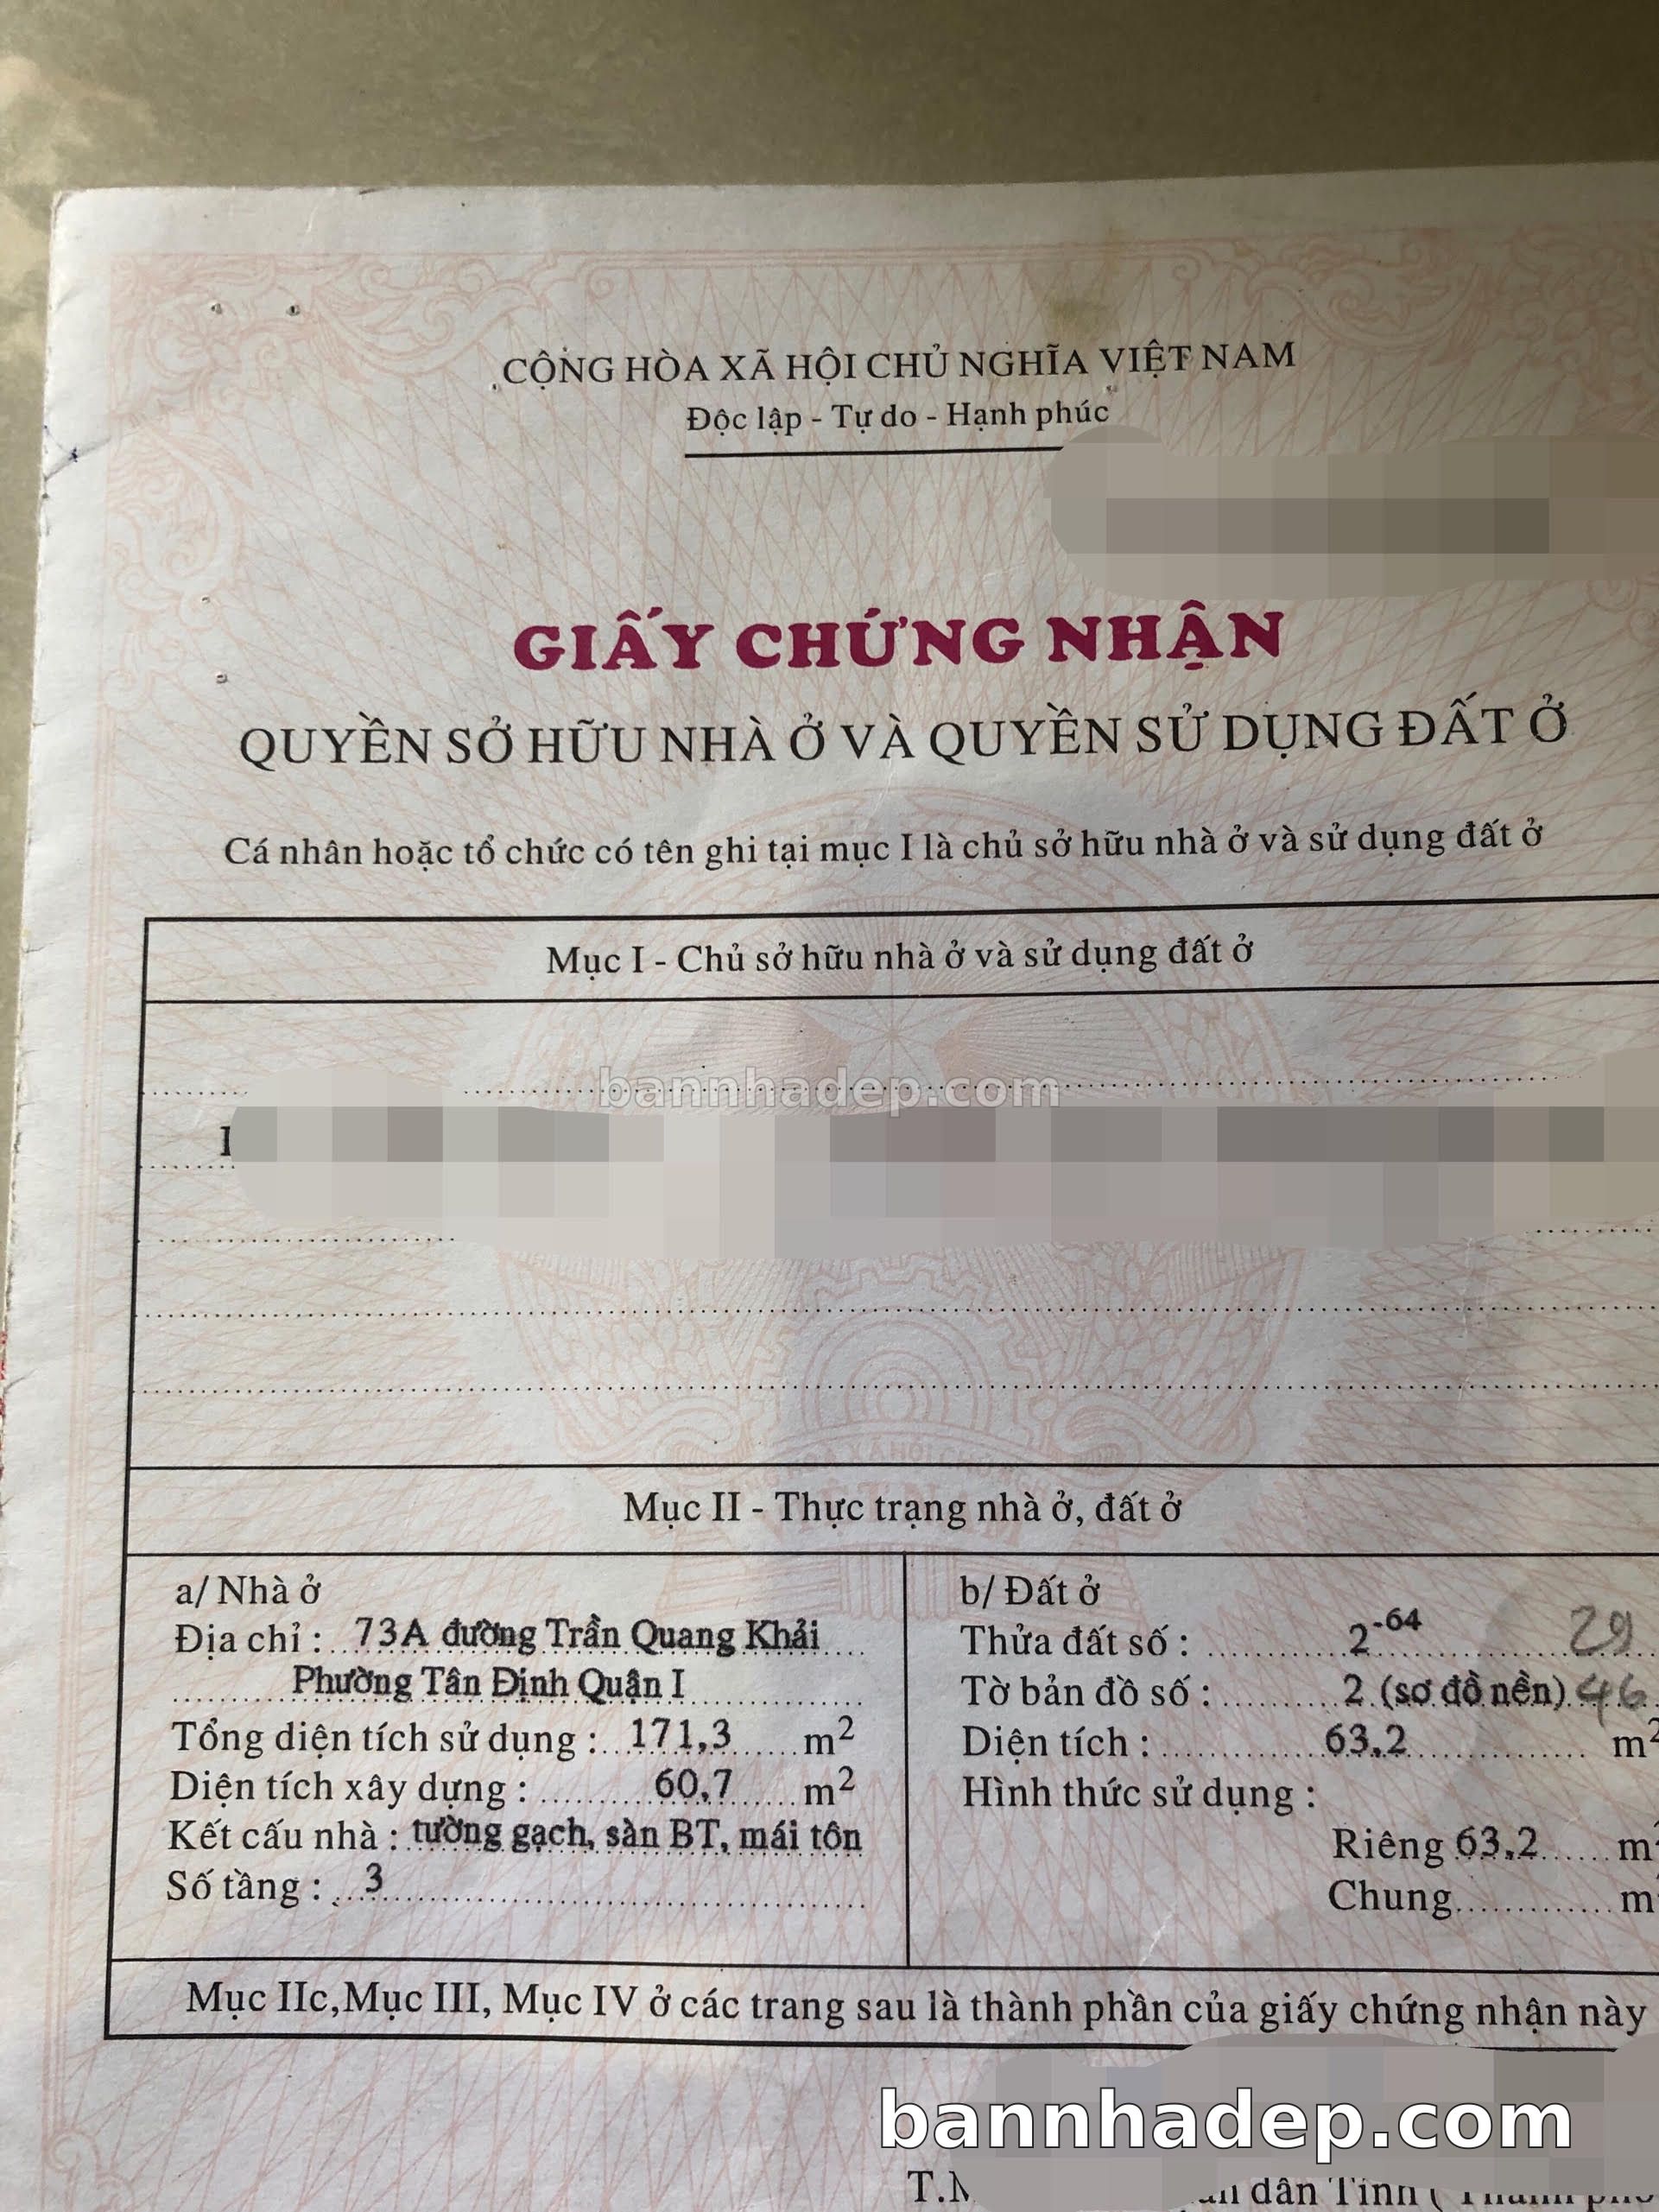 CỘNG HÒA XÃ HỘI CHỦ NGHĨA VIỆT NAM
Độc lập - Tự do - Hạnh phúc
GIẤY CHỨNG NHẬN
QUYỀN SỞ HỮU NHÀ Ở VÀ QUYỀN SỬ DỤNG ĐẤT Ở
Cá nhân hoặc tổ chức có tên ghi tại mục I là chủ sở hữu nhà ở và sử dụng đất ở
Mục I - Chủ sở hữu nhà ở và sử dụng đất ở
bannhadep.com
Mục II - Thực trạng nhà ở, đất ở
a/ Nhà ở
Địa chỉ : 73A đường Trần Quang Khải
Phường Tân Định Quận I
Tổng diện tích sử dụng : 171,3 m2
Diện tích xây dựng : 60,7 m2
Kết cấu nhà : tường gạch, sàn BT, mái tôn
Số tầng : 3
b/ Đất ở
Thửa đất số : 2-64 29
Tờ bản đồ số : 2 (sơ đồ nền) 46
Diện tích : 63,2 m2
Hình thức sử dụng :
Riêng 63,2 m2
Chung m
Mục IIc, Mục III, Mục IV ở các trang sau là thành phần của giấy chứng nhận này
bannhadep.com
T.M dân Tỉnh (